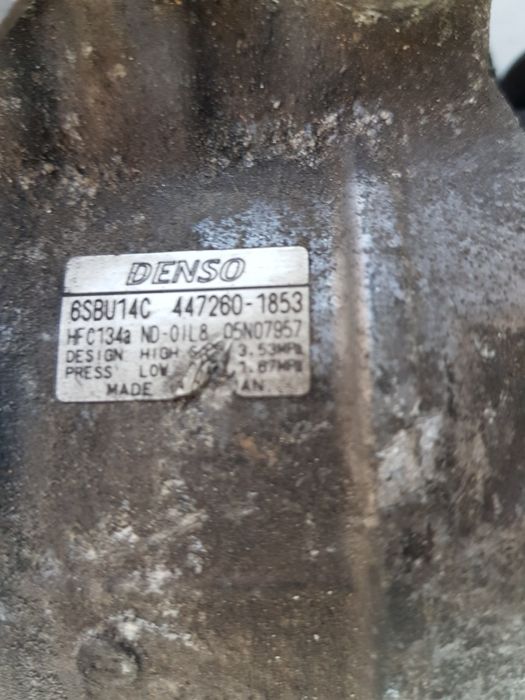 DENSO
6SBU14C 447260-1853
HFC134a ND-OIL8 05N07957
DESIGN HIGH 3.53MPa
PRESS' LOW 1.67MPa
MADE AN